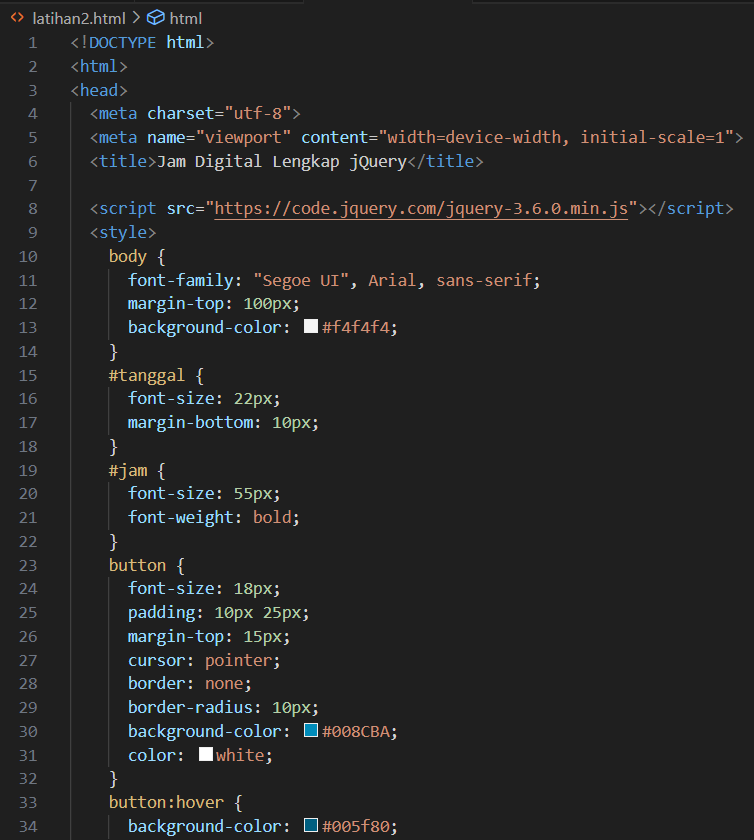 latihan2.html > html
1 <!DOCTYPE html>
2 <html>
3 <head>
4 <meta charset="utf-8">
5 <meta name="viewport" content="width=device-width, initial-scale=1">
6 <title>Jam Digital Lengkap jQuery</title>
7
8 <script src="https://code.jquery.com/jquery-3.6.0.min.js"></script>
9 <style>
10 body {
11 font-family: "Segoe UI", Arial, sans-serif;
12 margin-top: 100px;
13 background-color: #f4f4f4;
14 }
15 #tanggal {
16 font-size: 22px;
17 margin-bottom: 10px;
18 }
19 #jam {
20 font-size: 55px;
21 font-weight: bold;
22 }
23 button {
24 font-size: 18px;
25 padding: 10px 25px;
26 margin-top: 15px;
27 cursor: pointer;
28 border: none;
29 border-radius: 10px;
30 background-color: #008CBA;
31 color: white;
32 }
33 button:hover {
34 background-color: #005f80;